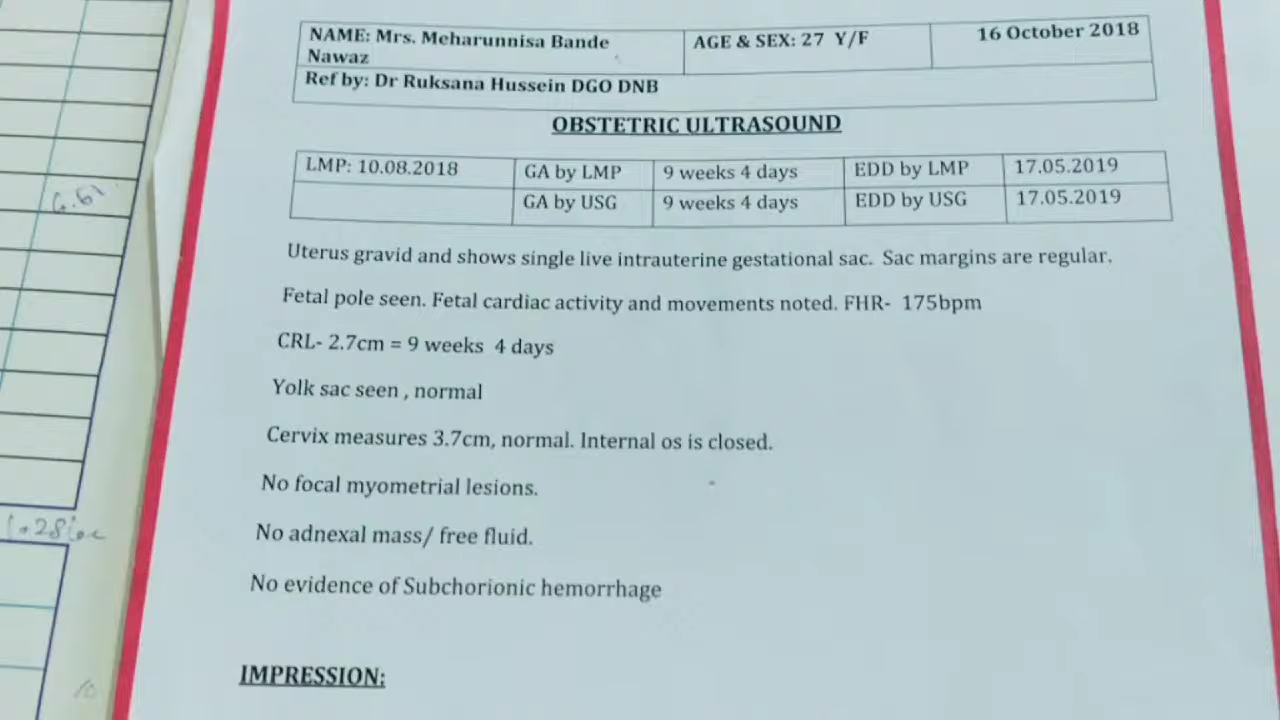 NAME: Mrs. Meharunnisa Bande
Nawaz
AGE & SEX: 27 Y/F
16 October 2018
Ref by: Dr Ruksana Hussein DGO DNB
OBSTETRIC ULTRASOUND
LMP: 10.08.2018 GA by LMP 9 weeks 4 days EDD by LMP 17.05.2019
GA by USG 9 weeks 4 days EDD by USG 17.05.2019
Uterus gravid and shows single live intrauterine gestational sac. Sac margins are regular.
Fetal pole seen. Fetal cardiac activity and movements noted. FHR- 175bpm
CRL- 2.7cm = 9 weeks 4 days
Yolk sac seen , normal
Cervix measures 3.7cm, normal. Internal os is closed.
No focal myometrial lesions.
No adnexal mass/ free fluid.
No evidence of Subchorionic hemorrhage
IMPRESSION: